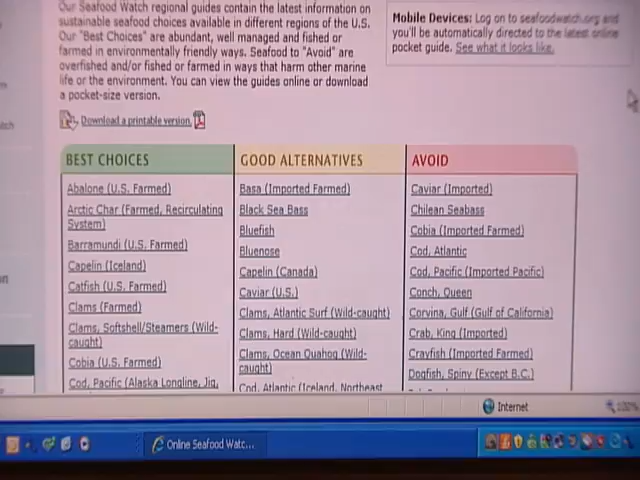 Our Seafood Watch regional guides contain the latest information on
sustainable seafood choices available in different regions of the U.S.
Our "Best Choices" are abundant, well managed and fished or
farmed in environmentally friendly ways. Seafood to "Avoid" are
overfished and/or fished or farmed in ways that harm other marine
life or the environment. You can view the guides online or download
a pocket-size version.
Download a printable version.
Mobile Devices: Log on to seafoodwatch.org and
you'll be automatically directed to the latest online
pocket guide. See what it looks like.
BEST CHOICES
Abalone (U.S. Farmed)
Arctic Char (Farmed, Recirculating
System)
Barramundi (U.S. Farmed)
Capelin (Iceland)
Catfish (U.S. Farmed)
Clams (Farmed)
Clams, Softshell/Steamers (Wild-
caught)
Cobia (U.S. Farmed)
Cod, Pacific (Alaska Longline, Jig,
GOOD ALTERNATIVES
Basa (Imported Farmed)
Black Sea Bass
Bluefish
Bluenose
Capelin (Canada)
Caviar (U.S.)
Clams, Atlantic Surf (Wild-caught)
Clams, Hard (Wild-caught)
Clams, Ocean Quahog (Wild-
caught)
Cod, Atlantic (Iceland, Northeast
AVOID
Caviar (Imported)
Chilean Seabass
Cobia (Imported Farmed)
Cod, Atlantic
Cod, Pacific (Imported Pacific)
Conch, Queen
Corvina, Gulf (Gulf of California)
Crab, King (Imported)
Crayfish (Imported Farmed)
Dogfish, Spiny (Except B.C.)
Internet
100%
Online Seafood Watc...